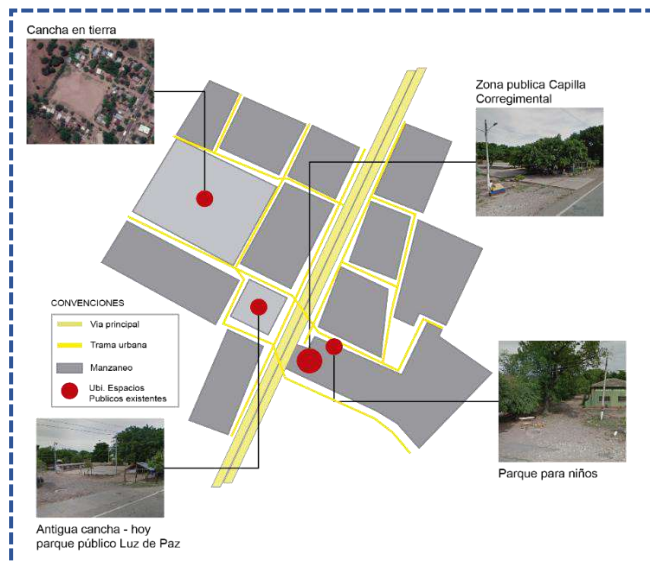 Cancha en tierra
Zona publica Capilla
Corregimental
CONVENCIONES
Via principal
Trama urbana
Manzaneo
Ubi. Espacios
Publicos existentes
Parque para niños
Antigua cancha - hoy
parque público Luz de Paz